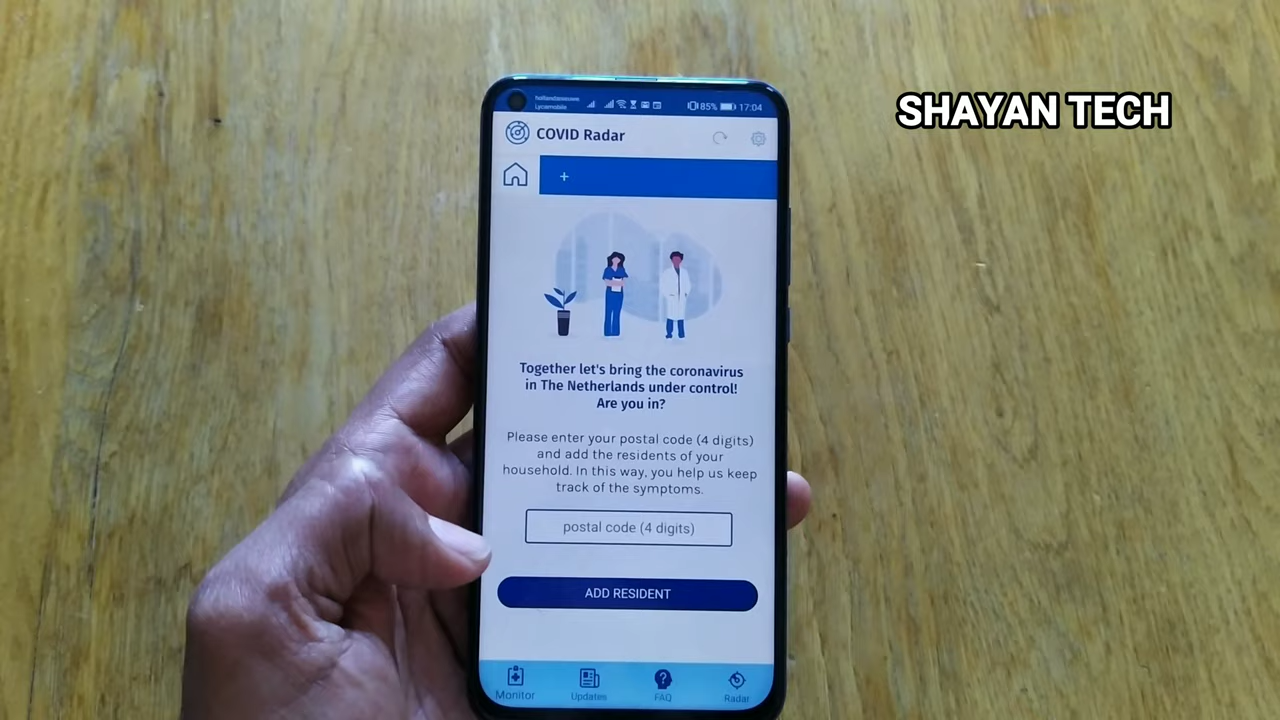 SHAYAN TECH
Lycamobile
85%
17:04
COVID Radar
+
Together let's bring the coronavirus
in The Netherlands under control!
Are you in?
Please enter your postal code (4 digits)
and add the residents of your
household. In this way, you help us keep
track of the symptoms.
postal code (4 digits)
ADD RESIDENT
Monitor
Updates
FAQ
Radar